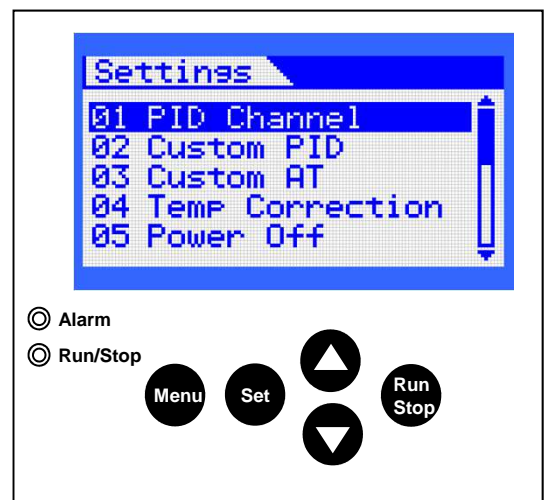 Settings
01 PID Channel
02 Custom PID
03 Custom AT
04 Temp Correction
05 Power Off
Alarm
Run/Stop
Menu
Set
Run
Stop